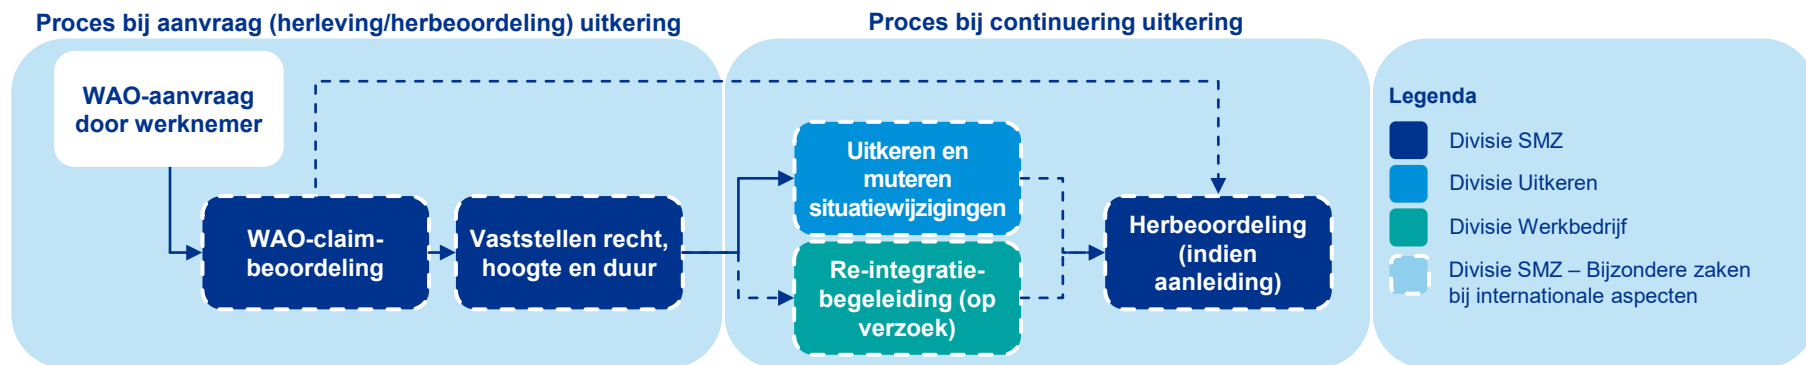 Proces bij aanvraag (herleving/herbeoordeling) uitkering
WAO-aanvraag
door werknemer
WAO-claim-
beoordeling
Vaststellen recht,
hoogte en duur
Proces bij continuering uitkering
Uitkeren en
muteren
situatiewijzigingen
Re-integratie-
begeleiding (op
verzoek)
Herbeoordeling
(indien
aanleiding)
Legenda
Divisie SMZ
Divisie Uitkeren
Divisie Werkbedrijf
Divisie SMZ – Bijzondere zaken
bij internationale aspecten